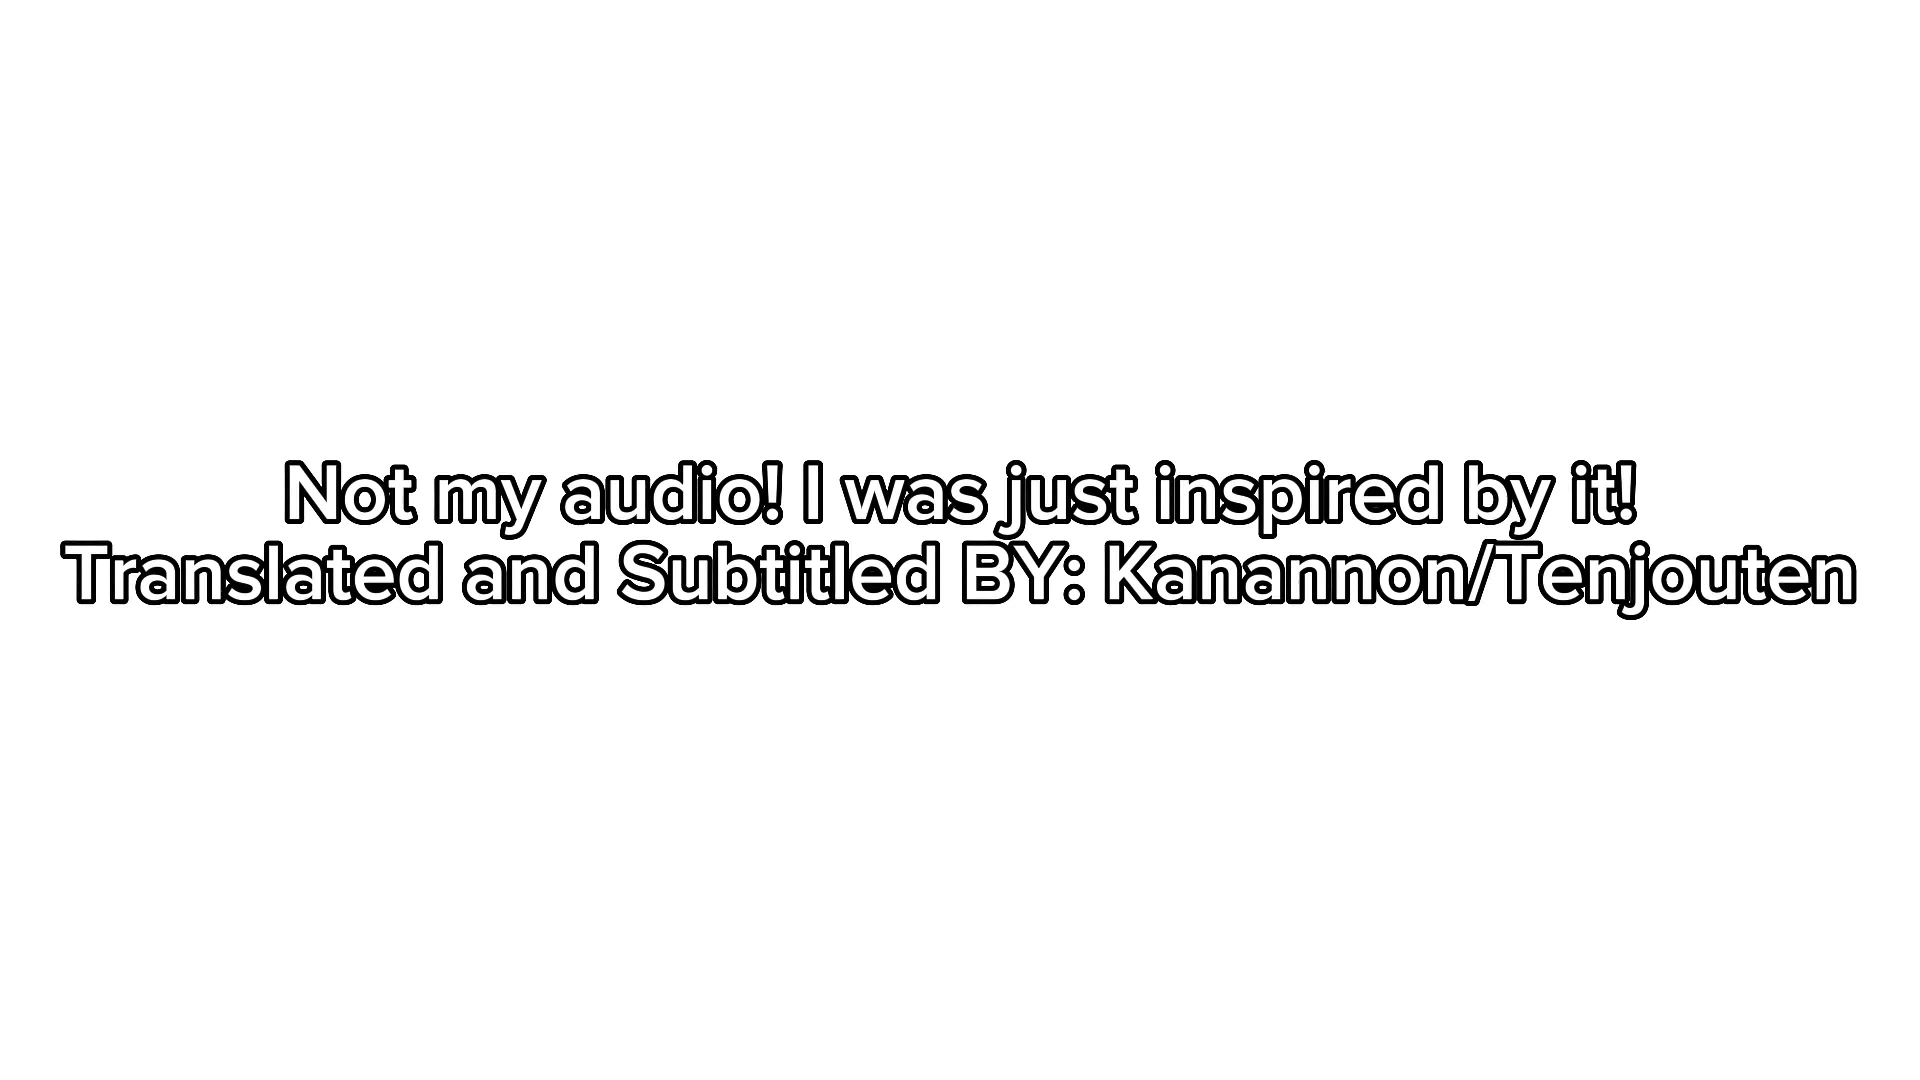 Not my audio! I was just inspired by it!
Translated and Subtitled BY: Kanannon/Tenjouten